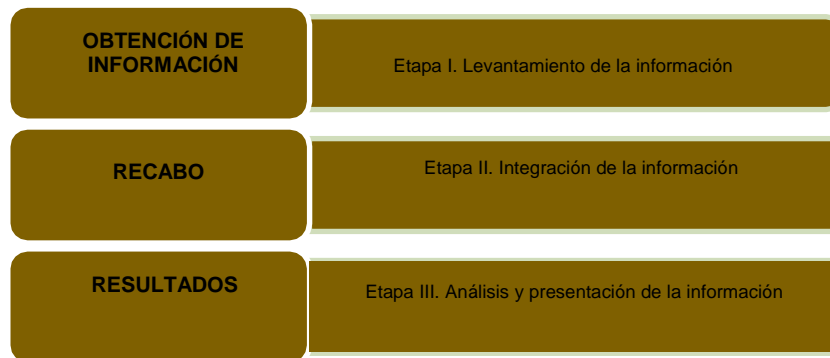 OBTENCIÓN DE
INFORMACIÓN
Etapa I. Levantamiento de la información
RECABO
Etapa II. Integración de la información
RESULTADOS
Etapa III. Análisis y presentación de la información